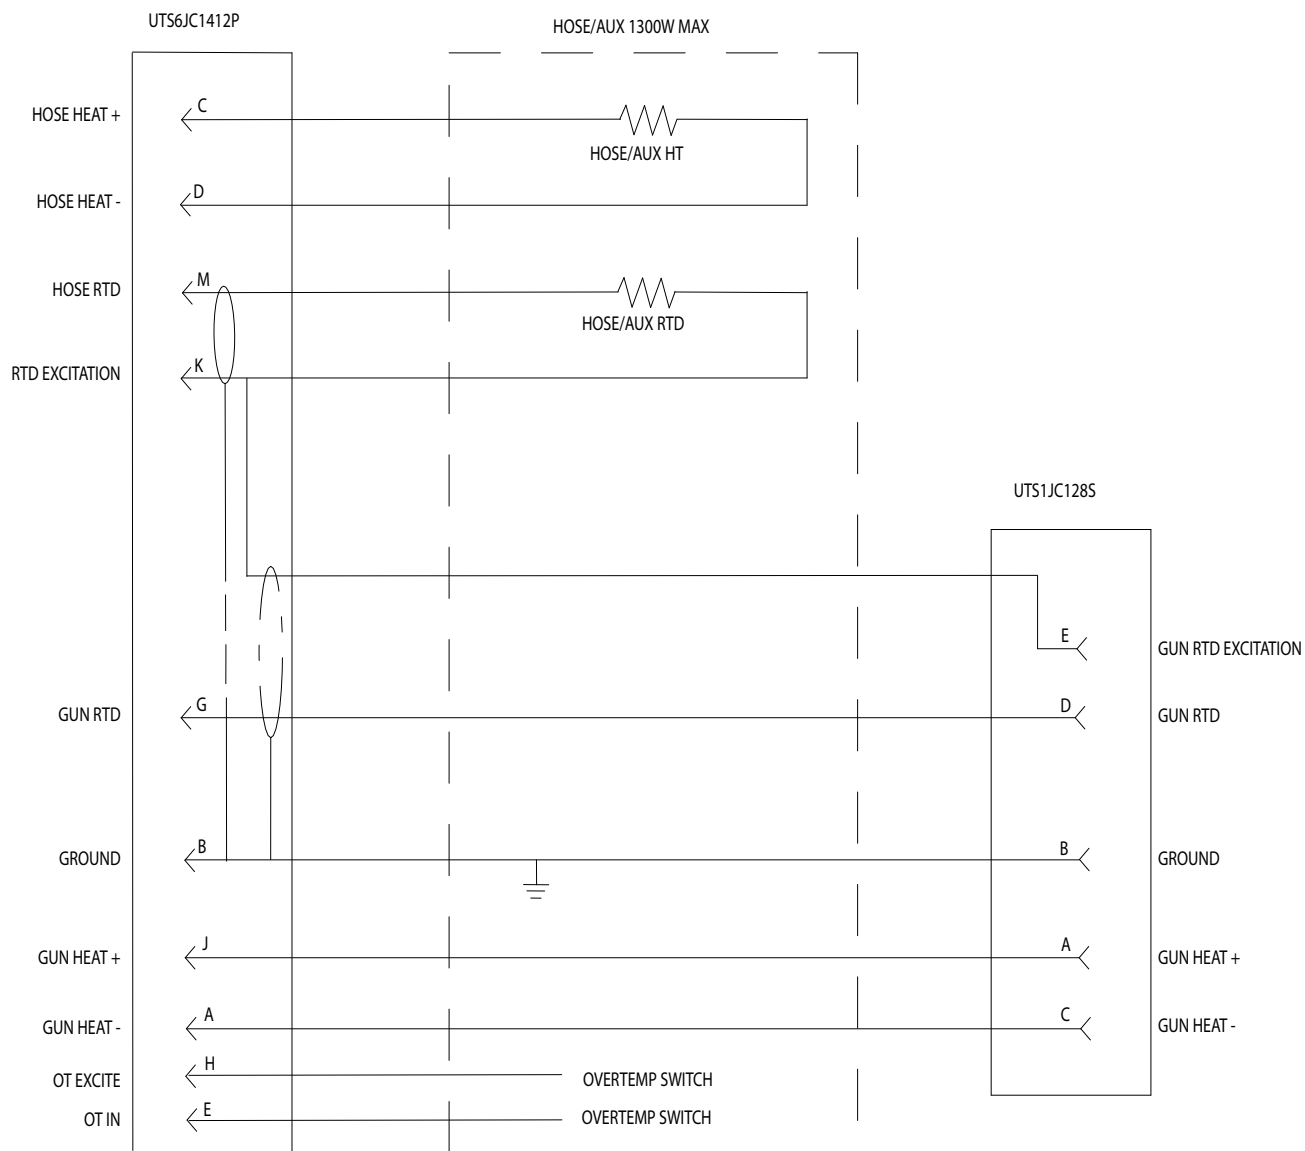 UTS6JC1412P
HOSE/AUX 1300W MAX
HOSE HEAT +
C
HOSE/AUX HT
HOSE HEAT -
D
HOSE RTD
M
HOSE/AUX RTD
RTD EXCITATION
K
UTS1JC128S
E
GUN RTD EXCITATION
GUN RTD
G
D
GUN RTD
GROUND
B
B
GROUND
GUN HEAT +
J
A
GUN HEAT +
GUN HEAT -
A
C
GUN HEAT -
OT EXCITE
H
OVERTEMP SWITCH
OT IN
E
OVERTEMP SWITCH